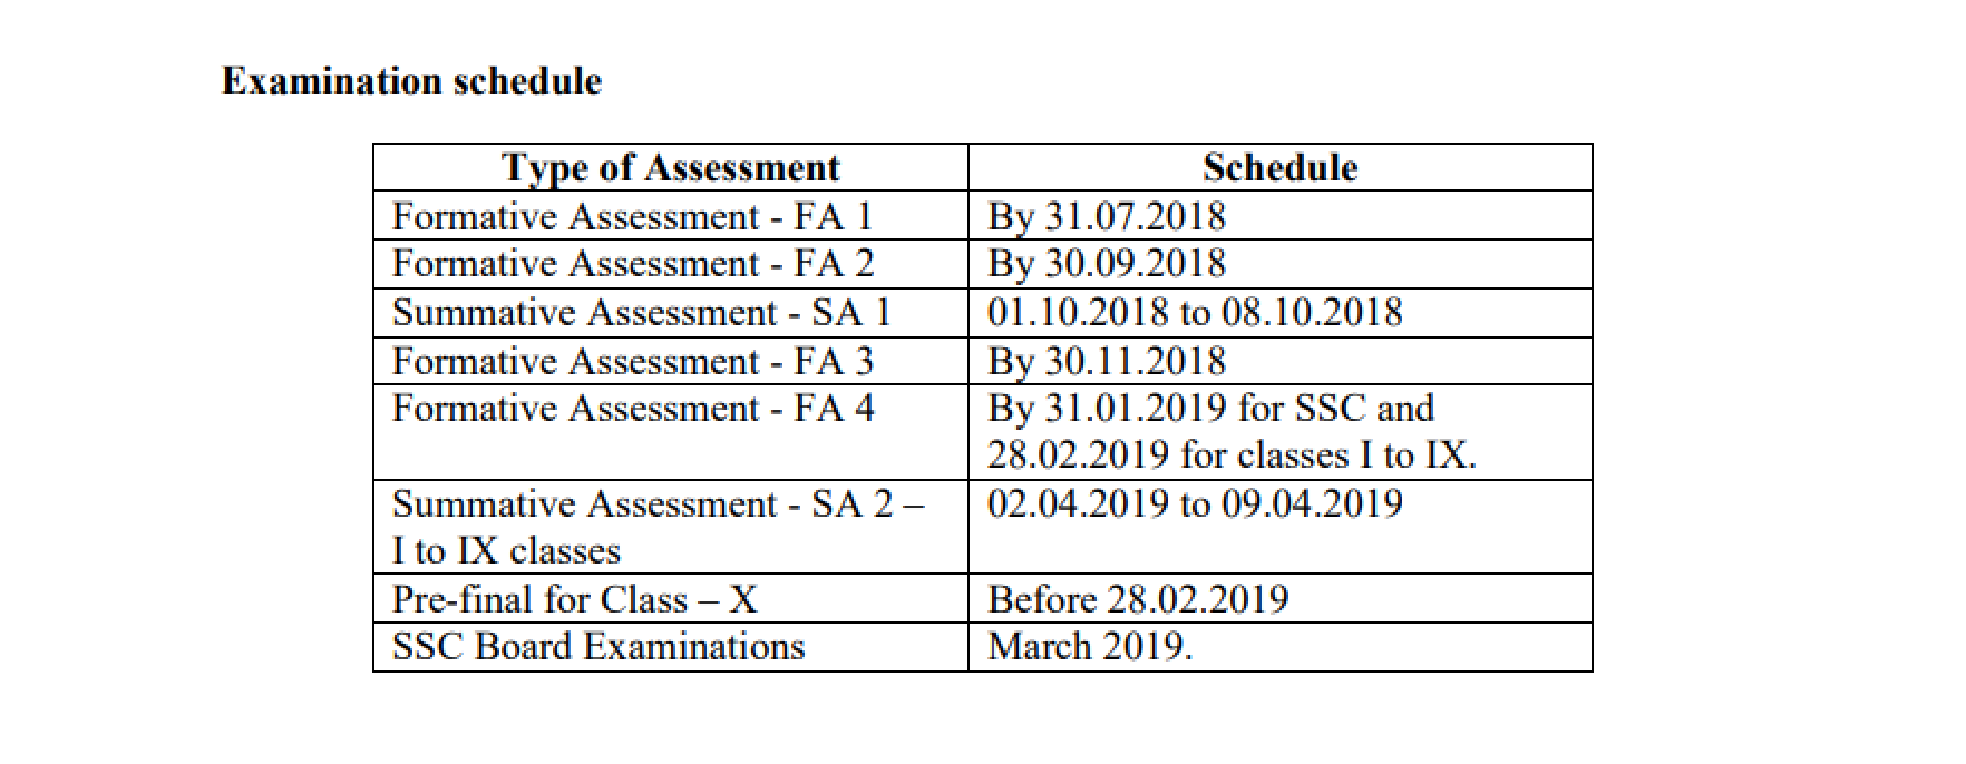 Examination schedule
Type of Assessment Schedule
Formative Assessment - FA 1 By 31.07.2018
Formative Assessment - FA 2 By 30.09.2018
Summative Assessment - SA 1 01.10.2018 to 08.10.2018
Formative Assessment - FA 3 By 30.11.2018
Formative Assessment - FA 4 By 31.01.2019 for SSC and
28.02.2019 for classes I to IX.
Summative Assessment - SA 2 – 02.04.2019 to 09.04.2019
I to IX classes
Pre-final for Class – X Before 28.02.2019
SSC Board Examinations March 2019.